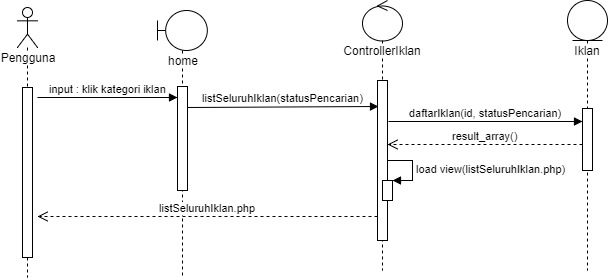 Pengguna
home
ControllerIklan
Iklan
input : klik kategori iklan
listSeluruhIklan(statusPencarian)
daftarIklan(id, statusPencarian)
result_array()
load view(listSeluruhIklan.php)
listSeluruhIklan.php